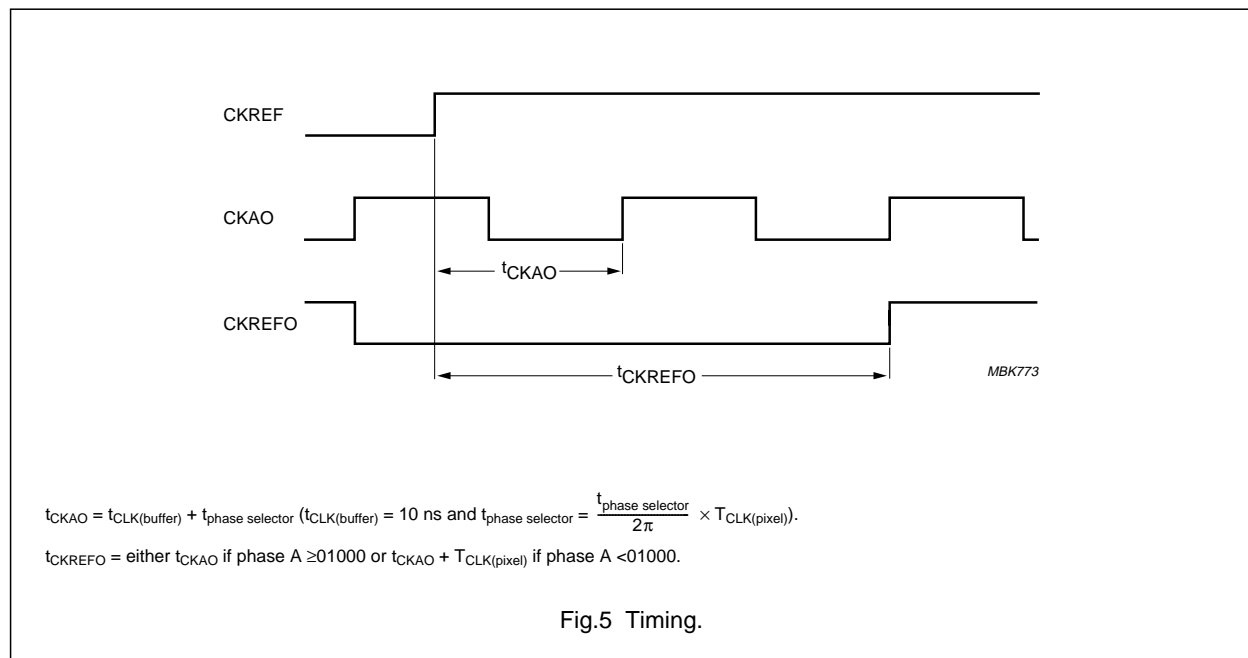 CKREF
CKAO
tCKAO
CKREFO
tCKREFO
MBK773
tCKAO = tCLK(buffer) + tphase selector (tCLK(buffer) = 10 ns and tphase selector = tphase selector/2π × TCLK(pixel)).
tCKREFO = either tCKAO if phase A ≥01000 or tCKAO + TCLK(pixel) if phase A <01000.
Fig.5 Timing.